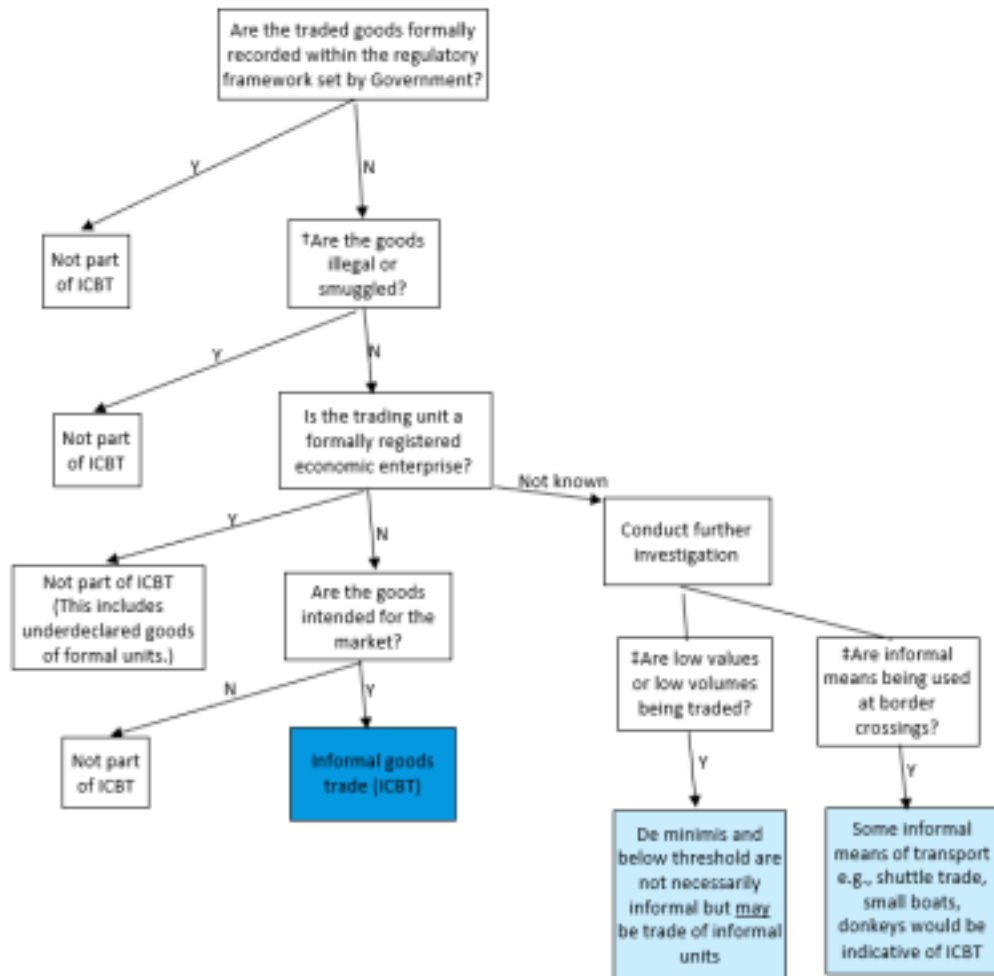 Are the traded goods formally
recorded within the regulatory
framework set by Government?
Y
N
Not part
of ICBT
†Are the goods
illegal or
smuggled?
Y
N
Not part
of ICBT
Is the trading unit a
formally registered
economic enterprise?
Not known
Y
N
Conduct further
investigation
Not part of ICBT
(This includes
underdeclared goods
of formal units.)
Are the goods
intended for the
market?
‡Are low values
or low volumes
being traded?
‡Are informal
means being used
at border
crossings?
N
Y
Not part
of ICBT
Informal goods
trade (ICBT)
Y
Y
De minimis and
below threshold are
not necessarily
informal but may
be trade of informal
units
Some informal
means of transport
e.g., shuttle trade,
small boats,
donkeys would be
indicative of ICBT